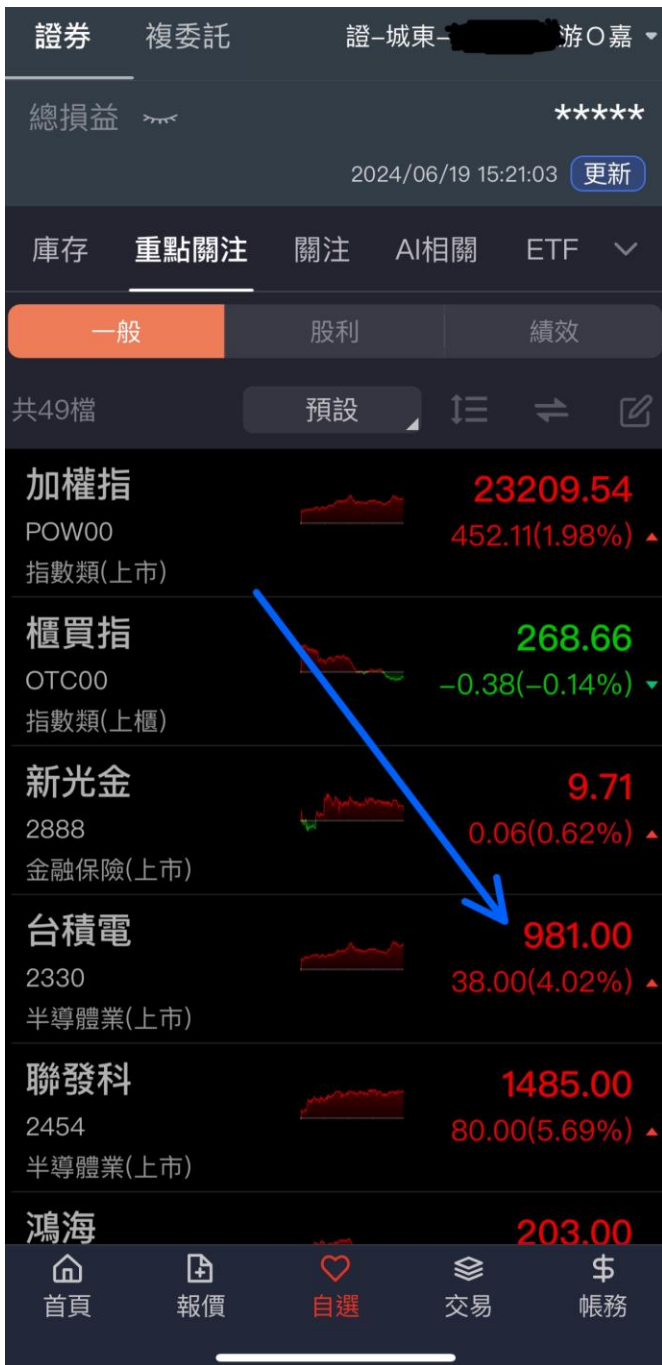 證券 複委託 證-城東- 游O嘉
總損益 *****
2024/06/19 15:21:03 更新
庫存 重點關注 關注 AI相關 ETF
一般 股利 績效
共49檔 預設
加權指 23209.54
POW00 452.11(1.98%)
指數類(上市)
櫃買指 268.66
OTC00 -0.38(-0.14%)
指數類(上櫃)
新光金 9.71
2888 0.06(0.62%)
金融保險(上市)
台積電 981.00
2330 38.00(4.02%)
半導體業(上市)
聯發科 1485.00
2454 80.00(5.69%)
半導體業(上市)
鴻海 203.00
首頁 報價 自選 交易 帳務